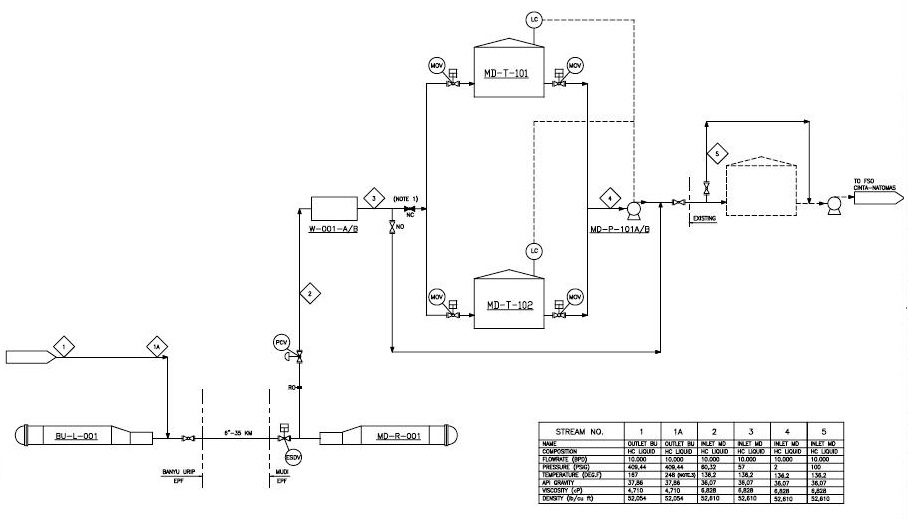 LC
MOV
MOV
MD-T-101
5
TO FSO
CINTA-NATOMAS
3
(NOTE 1)
4
NC
W-001-A/B
NO
MD-P-101A/B
EXISTING
LC
2
MOV
MOV
MD-T-102
PCV
1
1A
RO
BU-L-001
6"-35 KM
MD-R-001
ESDV
BANYU URIP
EPF
MUDI
EPF
STREAM NO. 1 1A 2 3 4 5
NAME OUTLET BU OUTLET BU INLET MD INLET MD INLET MD INLET MD
COMPOSITION HC LIQUID HC LIQUID HC LIQUID HC LIQUID HC LIQUID HC LIQUID
FLOWRATE (BPD) 10.000 10.000 10.000 10.000 10.000 10.000
PRESSURE (PSIG) 409,44 409,44 60,32 57 2 100
TEMPERATURE (DEG.F) 167 248 (NOTE.3) 136,2 136,2 136,2 136,2
API GRAVITY 37,86 37,86 36,07 36,07 36,07 36,07
VISCOSITY (cP) 4,710 4,710 6,828 6,828 6,828 6,828
DENSITY (lb/cu ft) 52,054 52,054 52,610 52,610 52,610 52,610